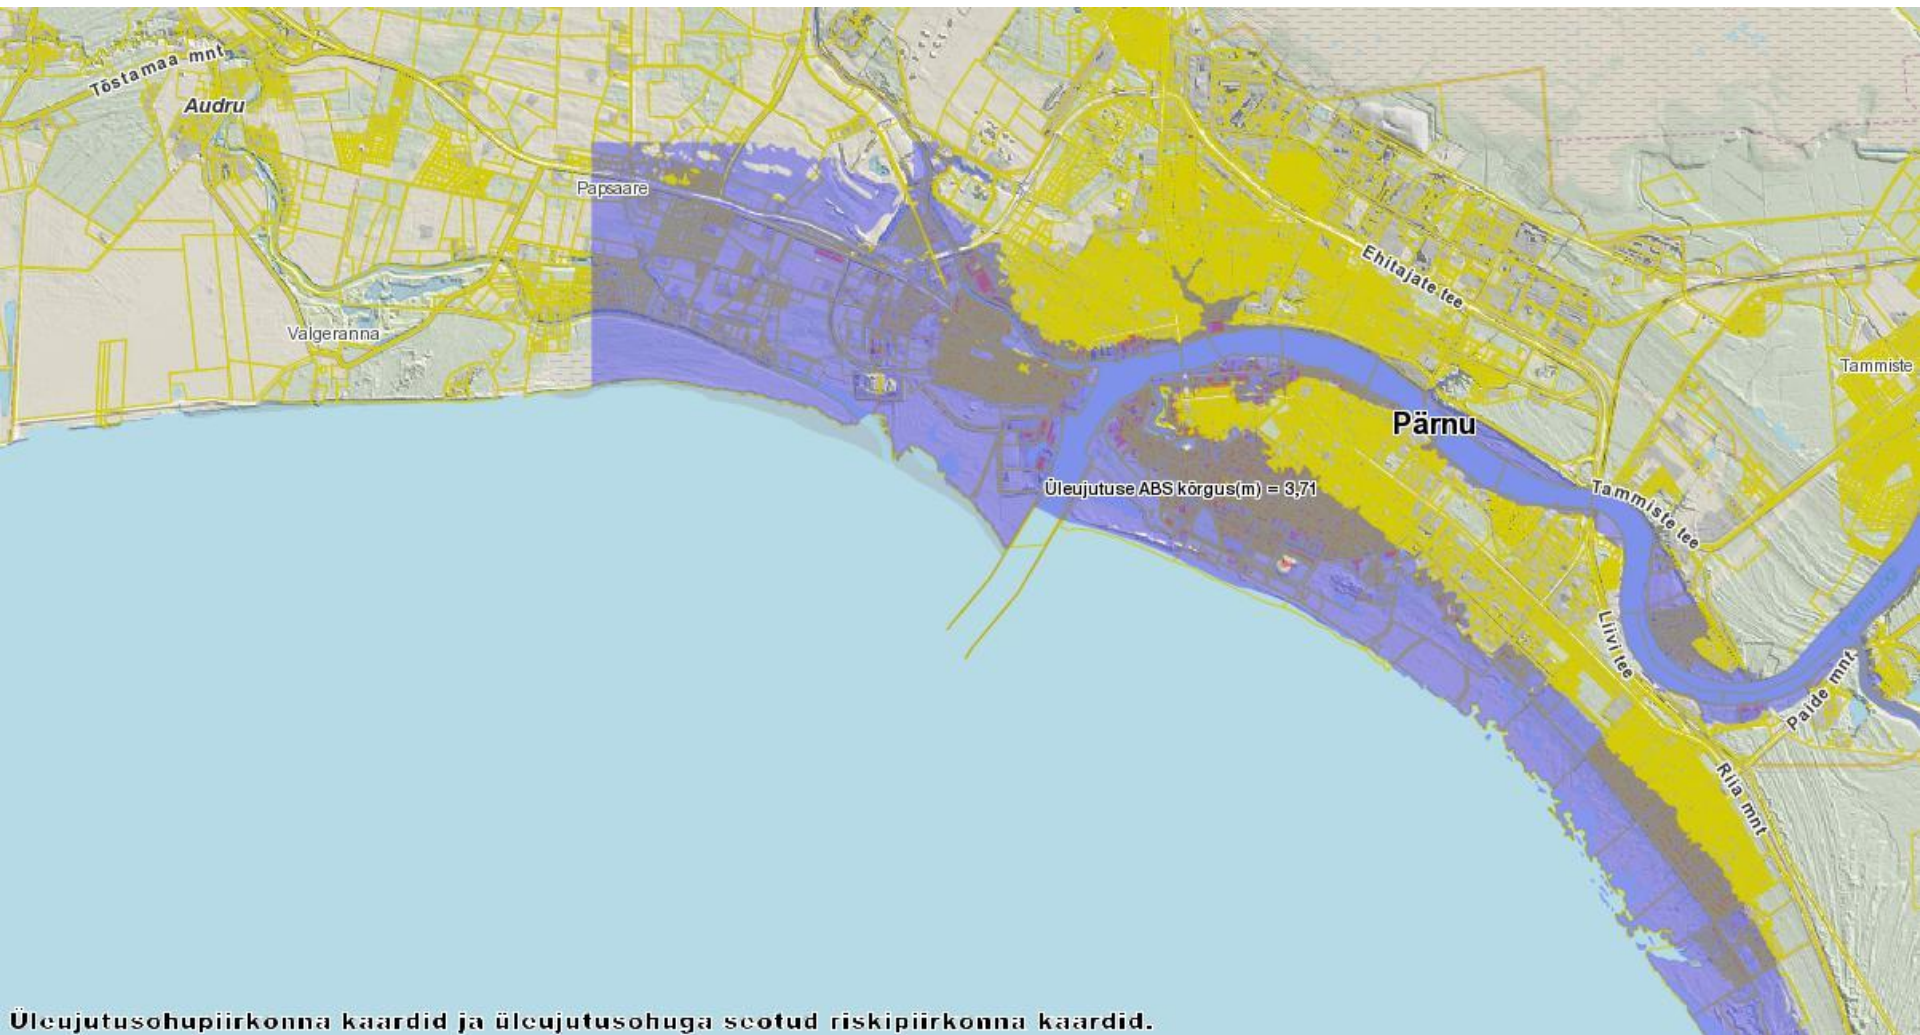 Tõstamaa mnt
Audru
Papsaare
Valgeranna
Ehitajate tee
Tammiste
Pärnu
Üleujutuse ABS kõrgus(m) = 3,71
Tammiste tee
Liivi tee
Paide mnt
Riia mnt
Üleujutusohupiirkonna kaardid ja üleujutusohuga seotud riskipiirkonna kaardid.